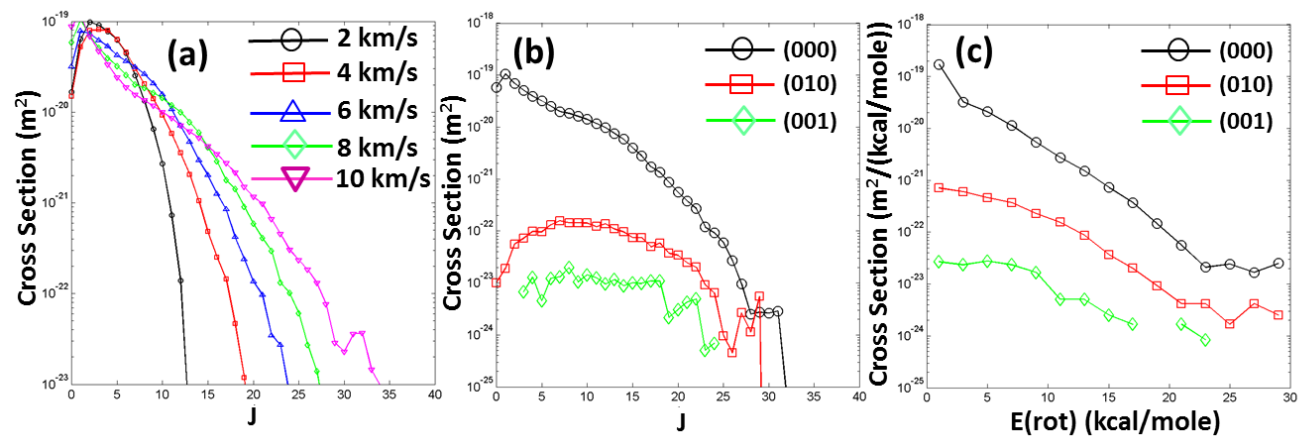 (a)
2 km/s
4 km/s
6 km/s
8 km/s
10 km/s
Cross Section (m²)
10⁻¹⁹
10⁻²⁰
10⁻²¹
10⁻²²
10⁻²³
0 5 10 15 20 25 30 35 40
J
(b)
(000)
(010)
(001)
Cross Section (m²)
10⁻¹⁸
10⁻¹⁹
10⁻²⁰
10⁻²¹
10⁻²²
10⁻²³
10⁻²⁴
10⁻²⁵
0 5 10 15 20 25 30 35 40
J
(c)
(000)
(010)
(001)
Cross Section (m²/(kcal/mole))
10⁻¹⁸
10⁻¹⁹
10⁻²⁰
10⁻²¹
10⁻²²
10⁻²³
10⁻²⁴
10⁻²⁵
0 5 10 15 20 25 30
E(rot) (kcal/mole)